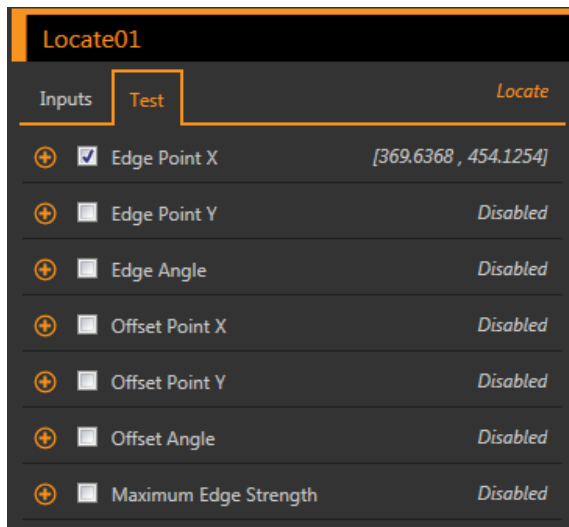 Locate01
Inputs Test Locate
Edge Point X [369.6368 , 454.1254]
Edge Point Y Disabled
Edge Angle Disabled
Offset Point X Disabled
Offset Point Y Disabled
Offset Angle Disabled
Maximum Edge Strength Disabled